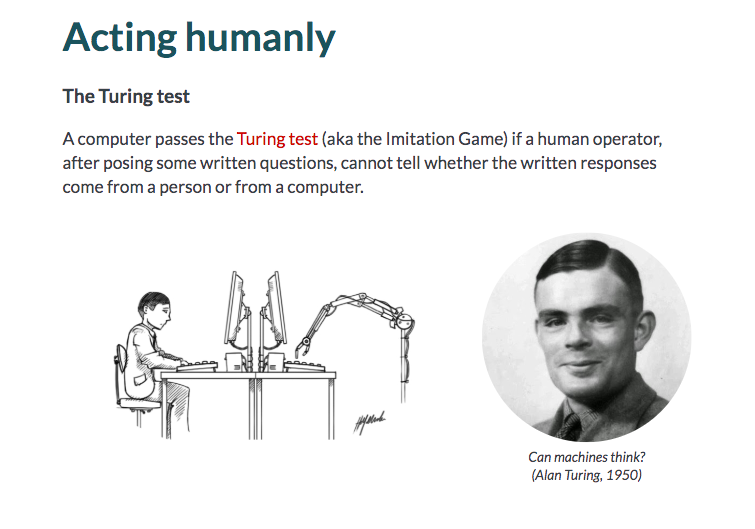 Acting humanly
The Turing test
A computer passes the Turing test (aka the Imitation Game) if a human operator,
after posing some written questions, cannot tell whether the written responses
come from a person or from a computer.
Can machines think?
(Alan Turing, 1950)